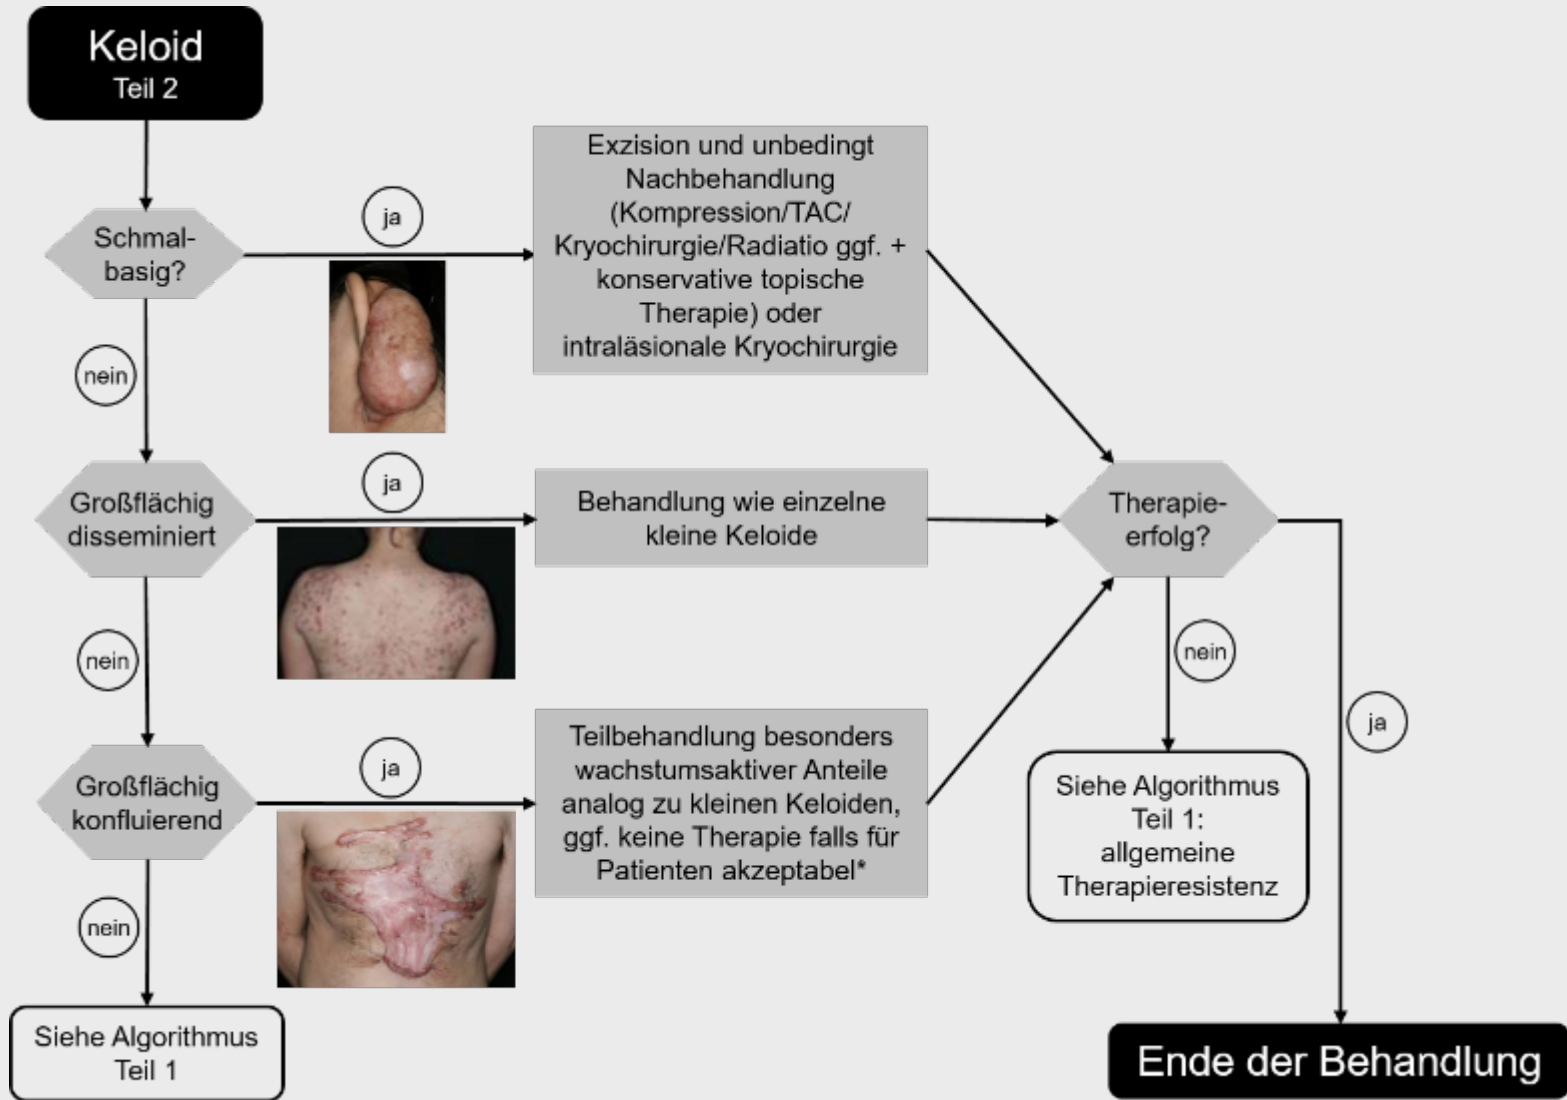 Keloid
Teil 2
Schmal-
basig?
ja
Exzision und unbedingt
Nachbehandlung
(Kompression/TAC/
Kryochirurgie/Radiatio ggf. +
konservative topische
Therapie) oder
intraläsionale Kryochirurgie
nein
Großflächig
disseminiert
ja
Behandlung wie einzelne
kleine Keloide
Therapie-
erfolg?
nein
nein
ja
Großflächig
konfluierend
ja
Teilbehandlung besonders
wachstumsaktiver Anteile
analog zu kleinen Keloiden,
ggf. keine Therapie falls für
Patienten akzeptabel*
Siehe Algorithmus
Teil 1:
allgemeine
Therapieresistenz
nein
Siehe Algorithmus
Teil 1
Ende der Behandlung